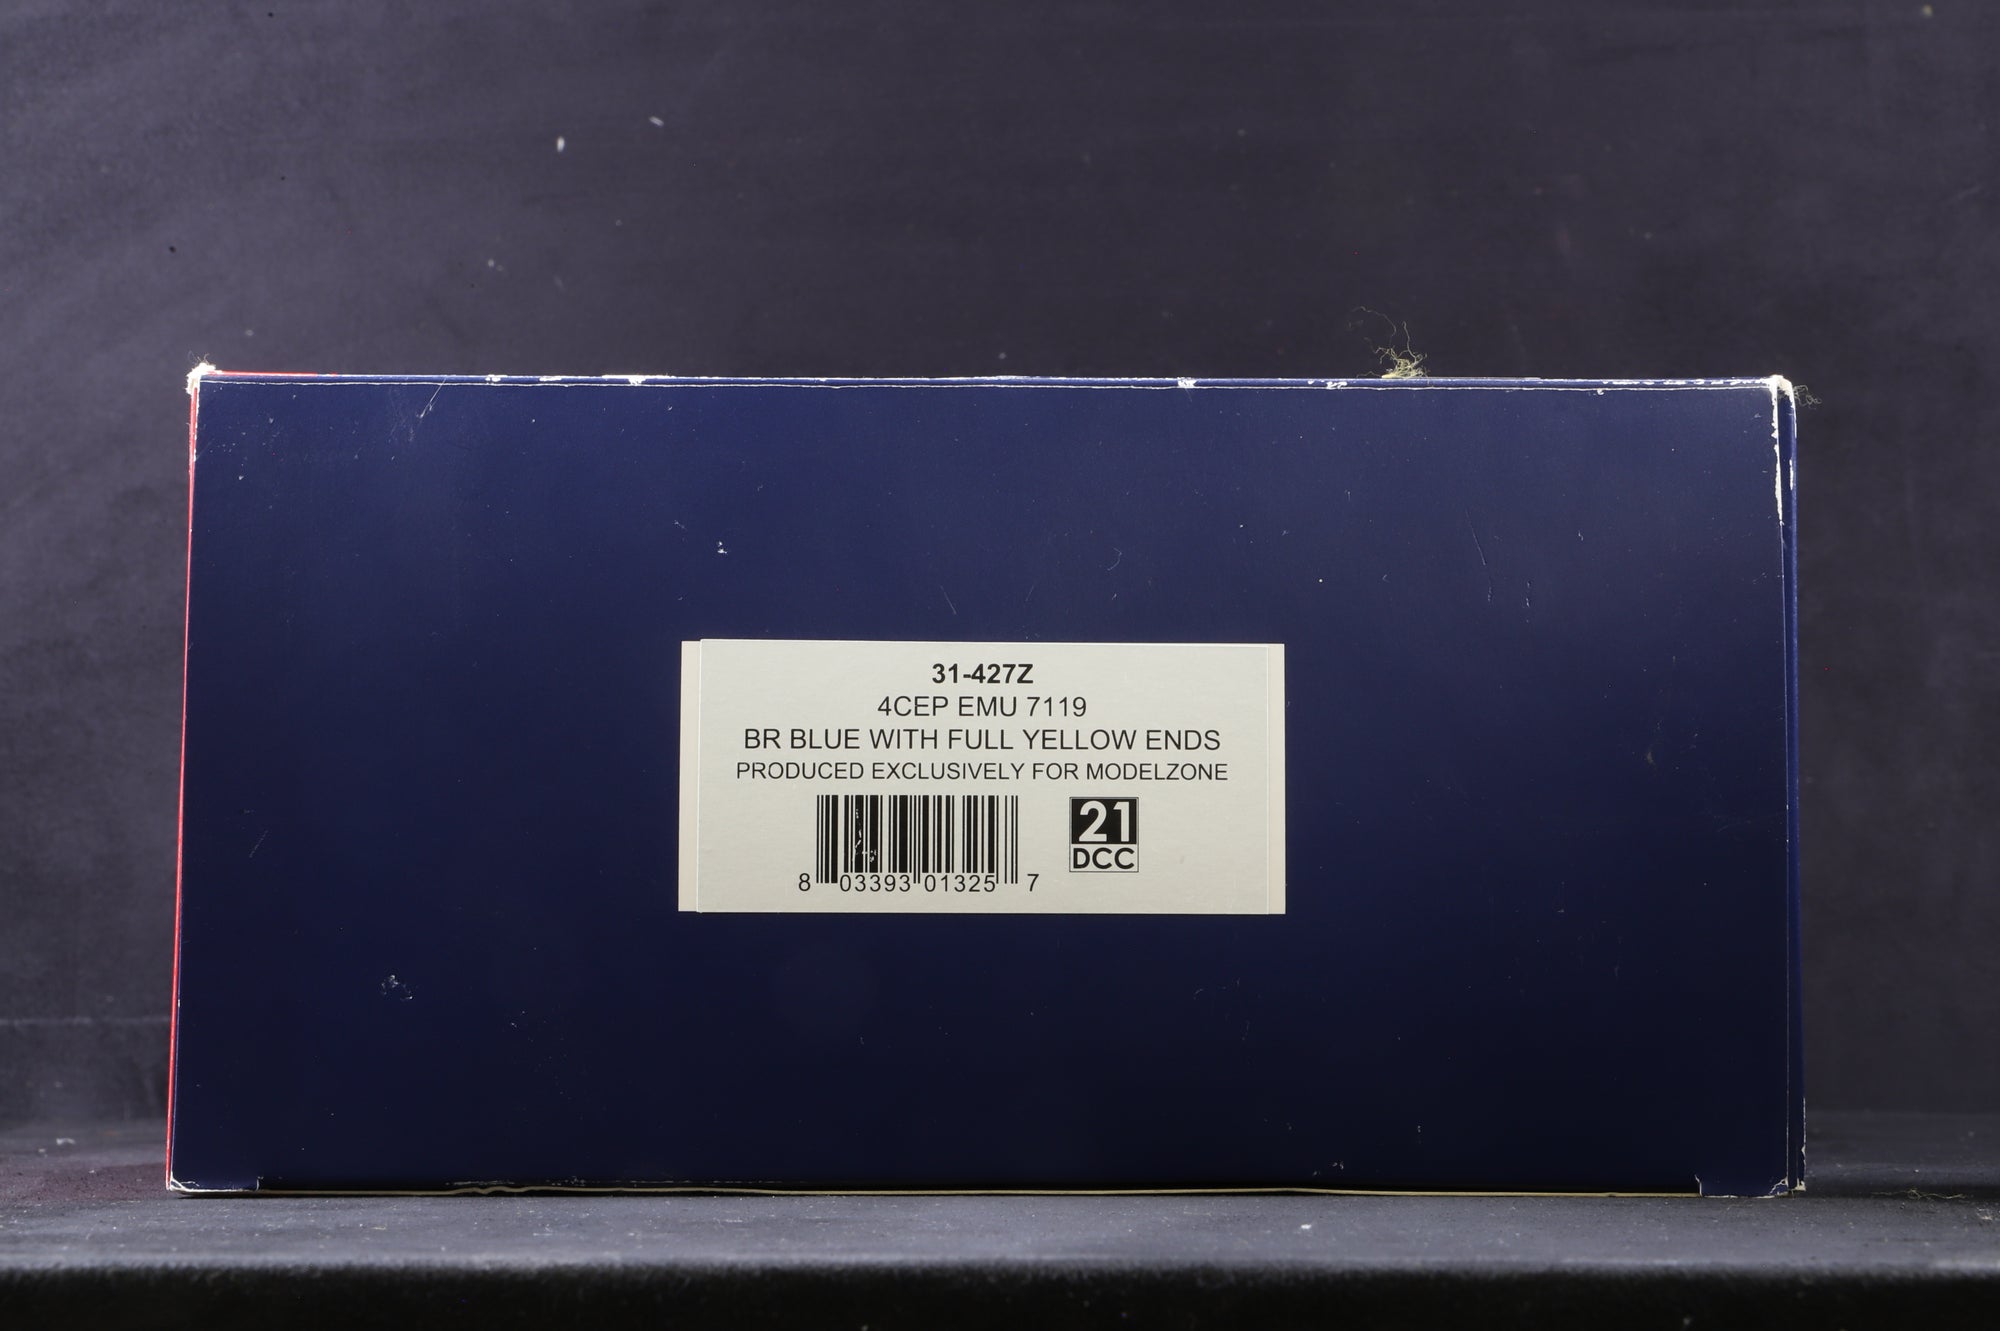 31-427Z
4CEP EMU 7119
BR BLUE WITH FULL YELLOW ENDS
PRODUCED EXCLUSIVELY FOR MODELZONE
21
DCC
8 03393 01325 7